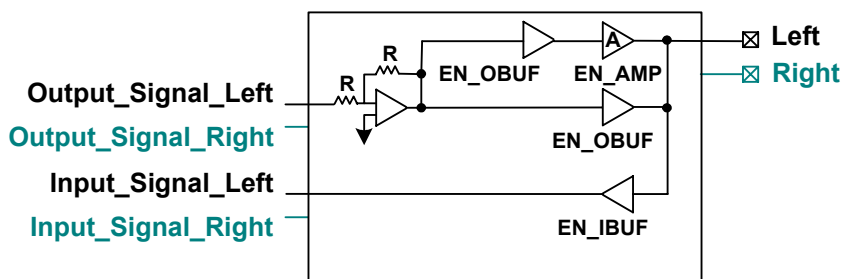 R
R
A
EN_OBUF
EN_AMP
Left
Right
Output_Signal_Left
Output_Signal_Right
EN_OBUF
Input_Signal_Left
Input_Signal_Right
EN_IBUF